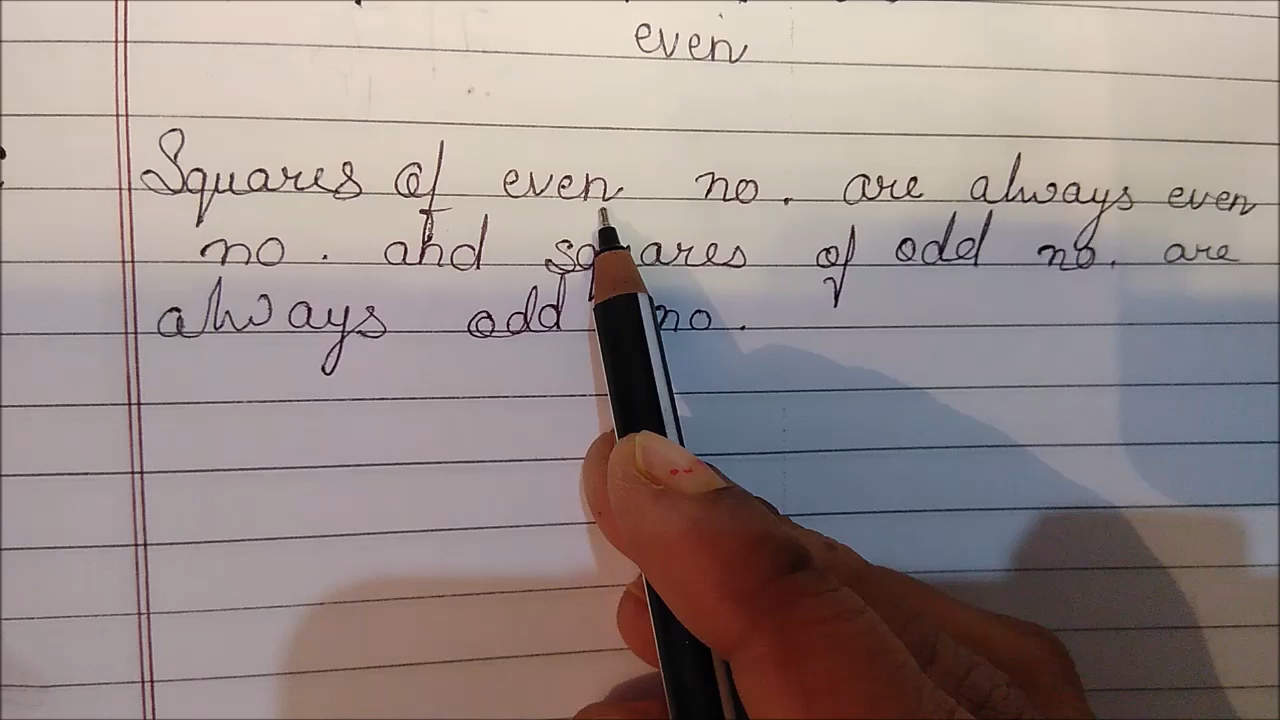 even
Squares of even no. are always even
no. and squares of odd no. are
always odd no.